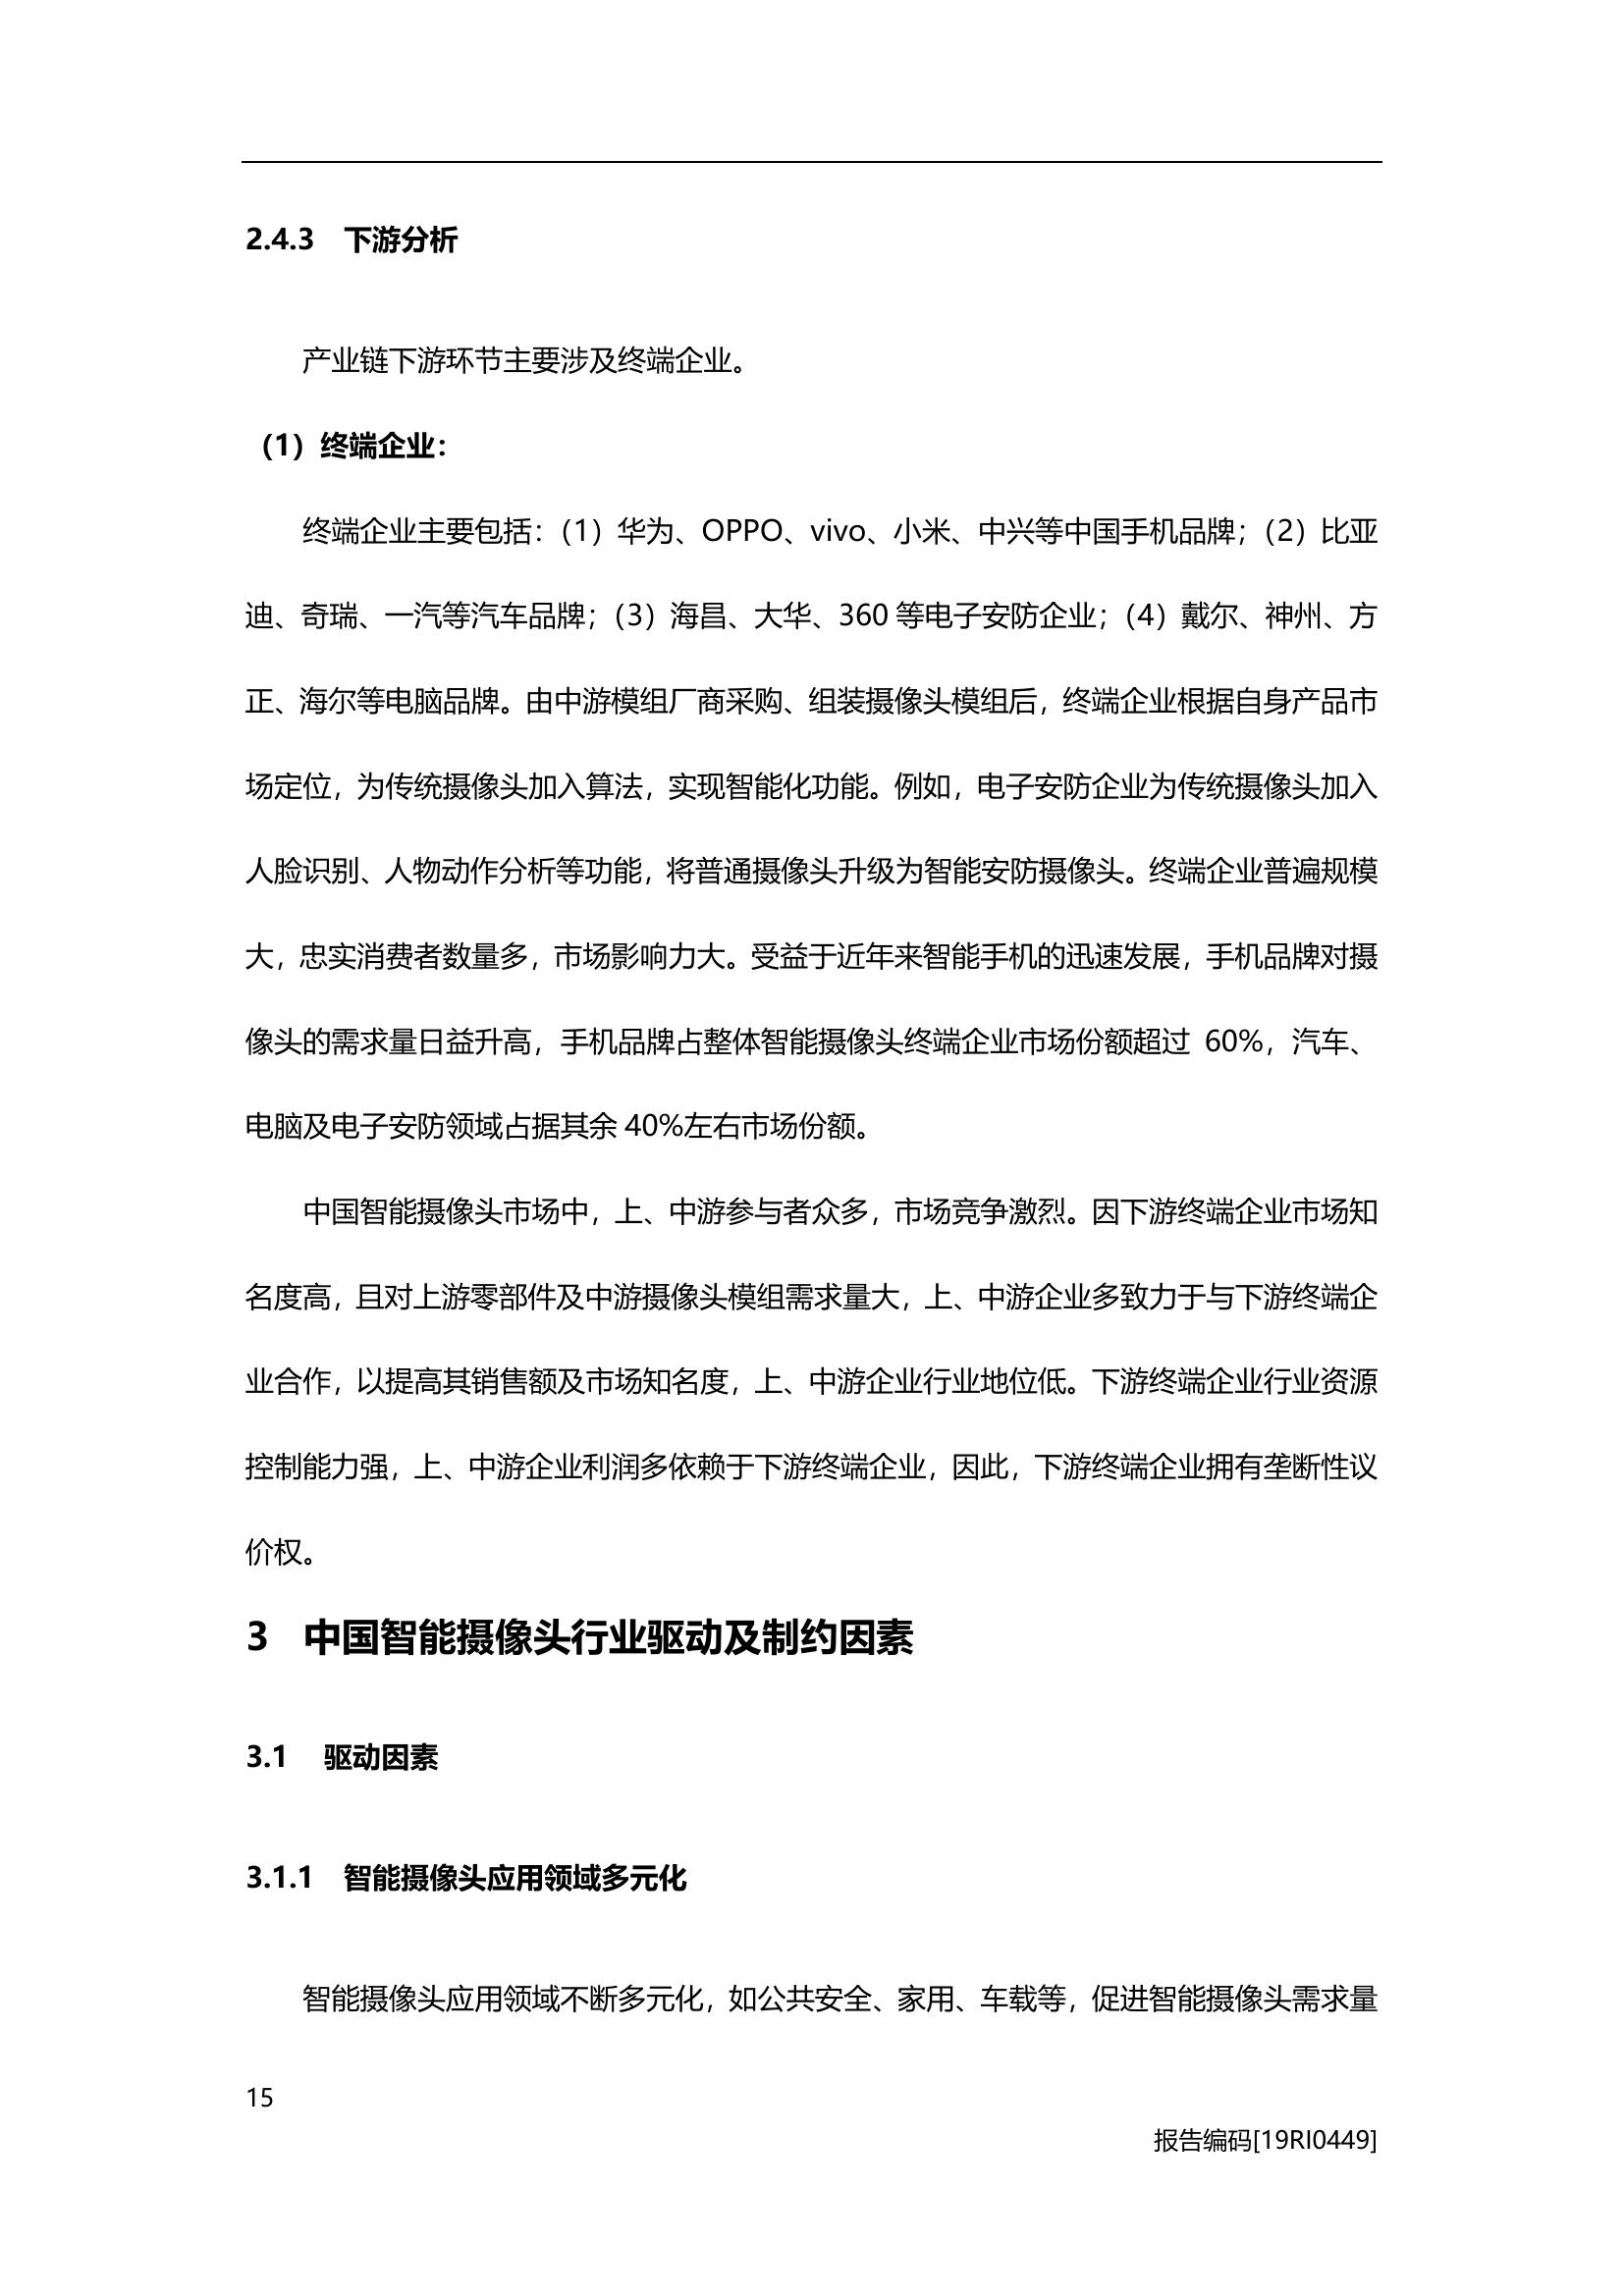 2.4.3 下游分析
产业链下游环节主要涉及终端企业。
（1）终端企业：
终端企业主要包括：（1）华为、OPPO、vivo、小米、中兴等中国手机品牌；（2）比亚
迪、奇瑞、一汽等汽车品牌；（3）海昌、大华、360 等电子安防企业；（4）戴尔、神州、方
正、海尔等电脑品牌。由中游模组厂商采购、组装摄像头模组后，终端企业根据自身产品市
场定位，为传统摄像头加入算法，实现智能化功能。例如，电子安防企业为传统摄像头加入
人脸识别、人物动作分析等功能，将普通摄像头升级为智能安防摄像头。终端企业普遍规模
大，忠实消费者数量多，市场影响力大。受益于近年来智能手机的迅速发展，手机品牌对摄
像头的需求量日益升高，手机品牌占整体智能摄像头终端企业市场份额超过 60%，汽车、
电脑及电子安防领域占据其余 40%左右市场份额。
中国智能摄像头市场中，上、中游参与者众多，市场竞争激烈。因下游终端企业市场知
名度高，且对上游零部件及中游摄像头模组需求量大，上、中游企业多致力于与下游终端企
业合作，以提高其销售额及市场知名度，上、中游企业行业地位低。下游终端企业行业资源
控制能力强，上、中游企业利润多依赖于下游终端企业，因此，下游终端企业拥有垄断性议
价权。
3 中国智能摄像头行业驱动及制约因素
3.1 驱动因素
3.1.1 智能摄像头应用领域多元化
智能摄像头应用领域不断多元化，如公共安全、家用、车载等，促进智能摄像头需求量
15
报告编码[19RI0449]